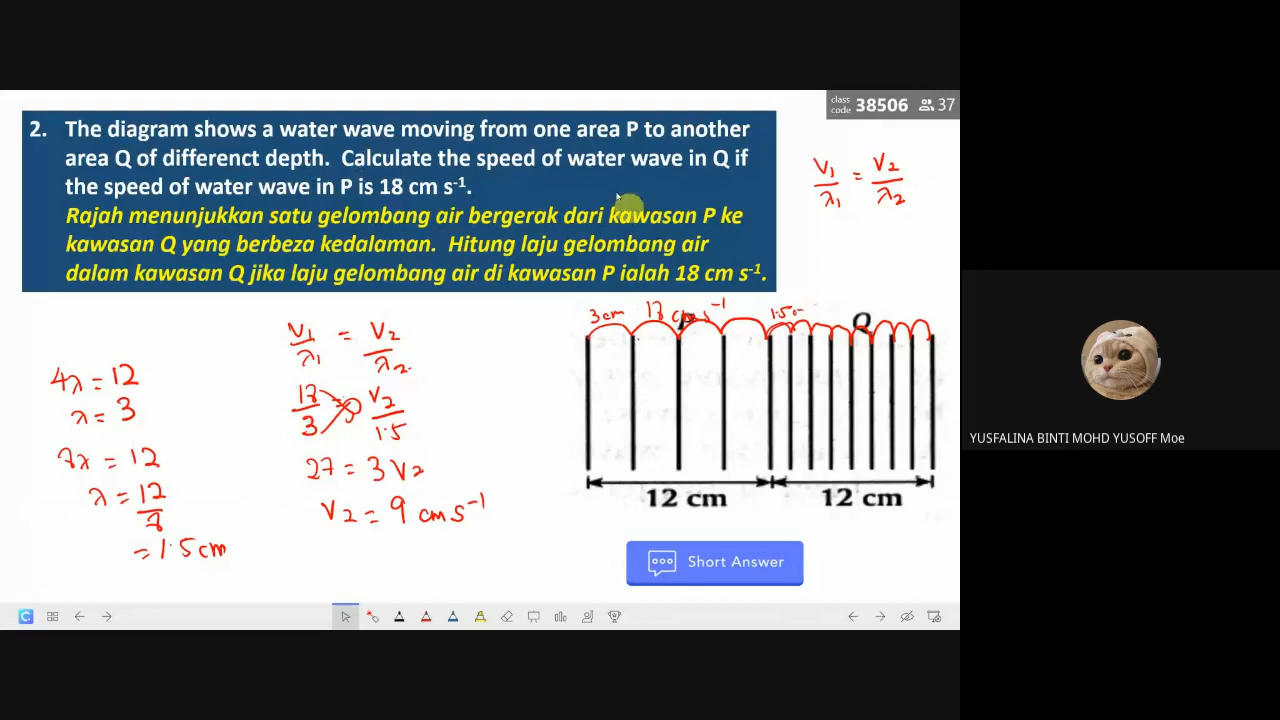 class code 38506 37
2. The diagram shows a water wave moving from one area P to another
area Q of differenct depth. Calculate the speed of water wave in Q if
the speed of water wave in P is 18 cm s⁻¹.
Rajah menunjukkan satu gelombang air bergerak dari kawasan P ke
kawasan Q yang berbeza kedalaman. Hitung laju gelombang air
dalam kawasan Q jika laju gelombang air di kawasan P ialah 18 cm s⁻¹.
V₁/λ₁ = V₂/λ₂
4λ = 12
λ = 3
8λ = 12
λ = 12/8
= 1.5 cm
V₁/λ₁ = V₂/λ₂
18/3 = V₂/1.5
27 = 3V₂
V₂ = 9 cm s⁻¹
3cm 18 cm s⁻¹ 1.5cm
P Q
12 cm 12 cm
Short Answer
YUSFALINA BINTI MOHD YUSOFF Moe